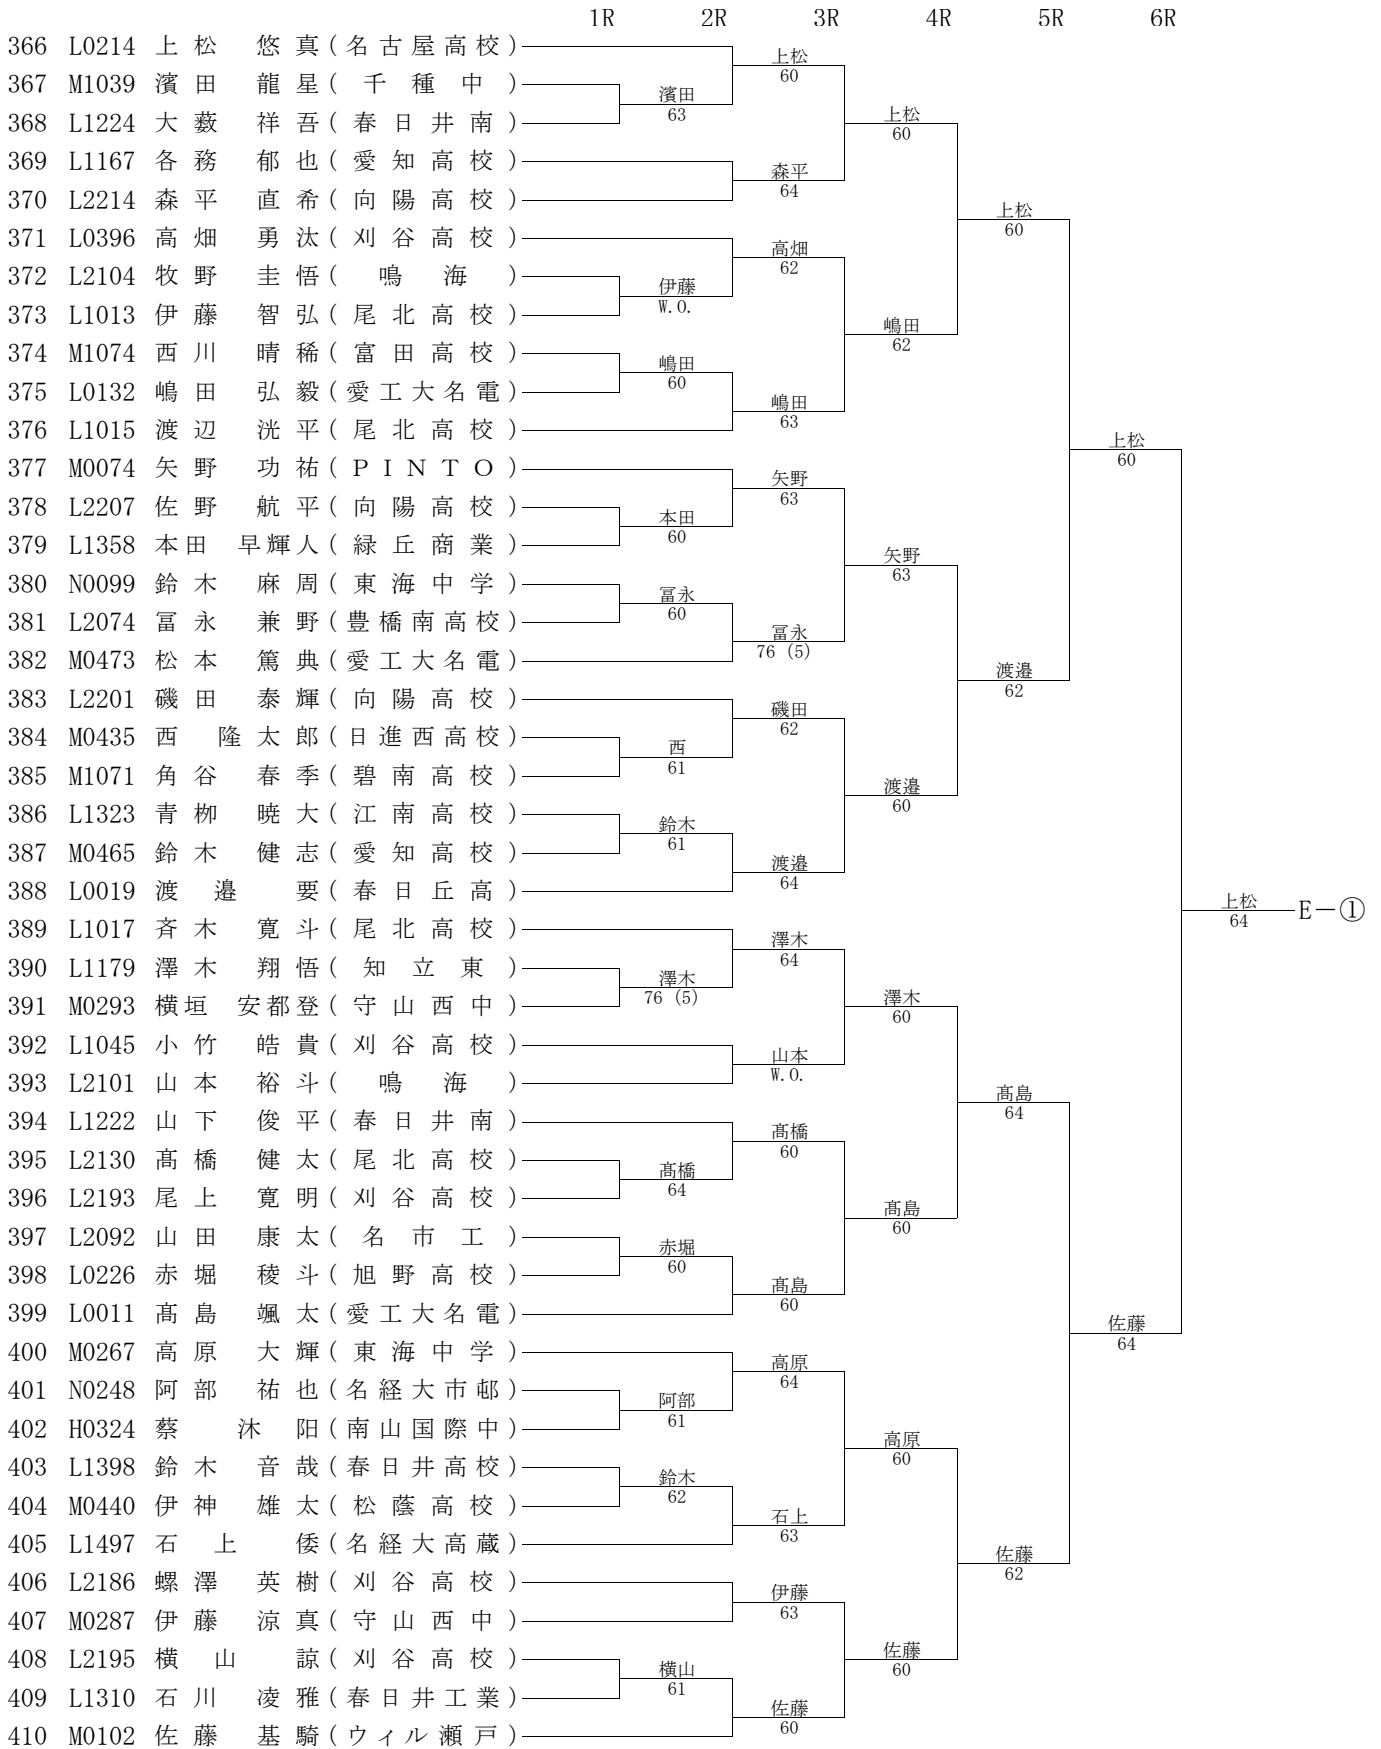 1R 2R 3R 4R 5R 6R
366 L0214 上松 悠真(名古屋高校)
上松
60
367 M1039 濱田 龍星(千種中)
濱田
63
368 L1224 大薮 祥吾(春日井南)
上松
60
369 L1167 各務 郁也(愛知高校)
森平
64
370 L2214 森平 直希(向陽高校)
上松
60
371 L0396 高畑 勇汰(刈谷高校)
高畑
62
372 L2104 牧野 圭悟(鳴海)
伊藤
W.O.
373 L1013 伊藤 智弘(尾北高校)
嶋田
62
374 M1074 西川 晴稀(富田高校)
嶋田
60
375 L0132 嶋田 弘毅(愛工大名電)
嶋田
63
376 L1015 渡辺 洸平(尾北高校)
上松
60
377 M0074 矢野 功祐(PINTO)
矢野
63
378 L2207 佐野 航平(向陽高校)
本田
60
379 L1358 本田 早輝人(緑丘商業)
矢野
63
380 N0099 鈴木 麻周(東海中学)
冨永
60
381 L2074 冨永 兼野(豊橋南高校)
冨永
76 (5)
382 M0473 松本 篤典(愛工大名電)
渡邉
62
383 L2201 磯田 泰輝(向陽高校)
磯田
62
384 M0435 西 隆太郎(日進西高校)
西
61
385 M1071 角谷 春季(碧南高校)
渡邉
60
386 L1323 青栁 暁大(江南高校)
鈴木
61
387 M0465 鈴木 健志(愛知高校)
渡邉
64
388 L0019 渡邉 要(春日丘高)
上松
64
E－①
389 L1017 斉木 寛斗(尾北高校)
澤木
64
390 L1179 澤木 翔悟(知立東)
澤木
76 (5)
391 M0293 横垣 安都登(守山西中)
澤木
60
392 L1045 小竹 皓貴(刈谷高校)
山本
W.O.
393 L2101 山本 裕斗(鳴海)
髙島
64
394 L1222 山下 俊平(春日井南)
髙橋
60
395 L2130 髙橋 健太(尾北高校)
髙橋
64
396 L2193 尾上 寛明(刈谷高校)
髙島
60
397 L2092 山田 康太(名市工)
赤堀
60
398 L0226 赤堀 稜斗(旭野高校)
髙島
60
399 L0011 髙島 颯太(愛工大名電)
佐藤
64
400 M0267 高原 大輝(東海中学)
高原
64
401 N0248 阿部 祐也(名経大市邨)
阿部
61
402 H0324 蔡 沐陽(南山国際中)
高原
60
403 L1398 鈴木 音哉(春日井高校)
鈴木
62
404 M0440 伊神 雄太(松蔭高校)
石上
63
405 L1497 石上 倭(名経大高蔵)
佐藤
62
406 L2186 螺澤 英樹(刈谷高校)
伊藤
63
407 M0287 伊藤 涼真(守山西中)
佐藤
60
408 L2195 横山 諒(刈谷高校)
横山
61
409 L1310 石川 凌雅(春日井工業)
佐藤
60
410 M0102 佐藤 基騎(ウィル瀬戸)